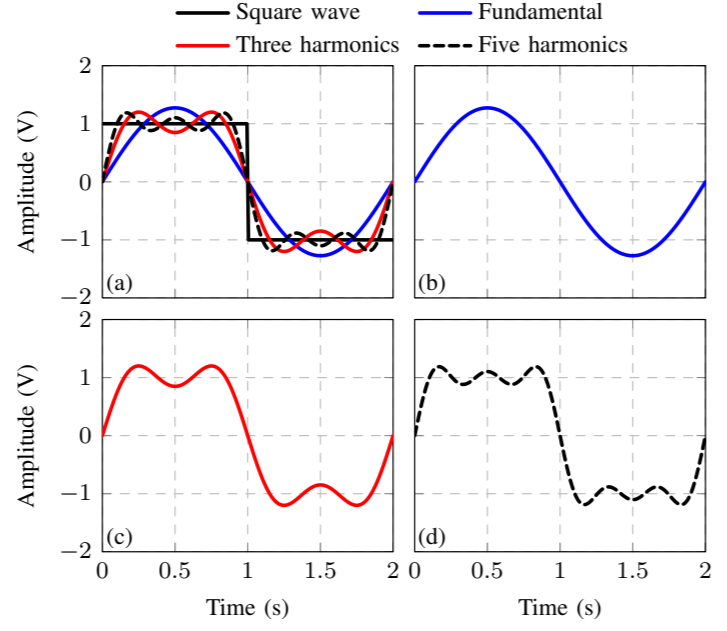 Square wave Fundamental
Three harmonics Five harmonics
2
1
0
−1
−2
Amplitude (V)
(a)
(b)
2
1
0
−1
−2
Amplitude (V)
(c)
(d)
0 0.5 1 1.5 2
0 0.5 1 1.5 2
Time (s)
Time (s)